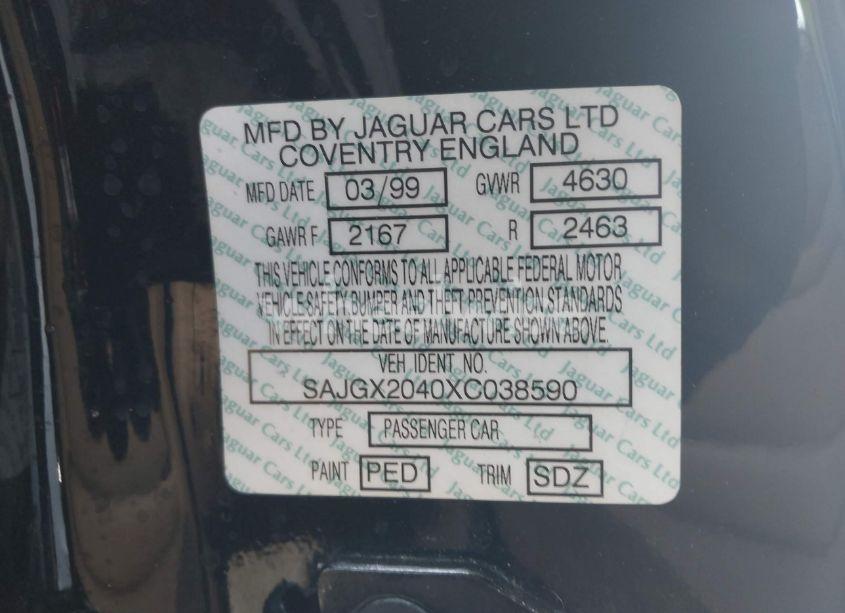 MFD BY JAGUAR CARS LTD
COVENTRY ENGLAND
MFD DATE 03/99 GVWR 4630
GAWR F 2167 R 2463
THIS VEHICLE CONFORMS TO ALL APPLICABLE FEDERAL MOTOR
VEHICLE SAFETY, BUMPER AND THEFT PREVENTION STANDARDS
IN EFFECT ON THE DATE OF MANUFACTURE SHOWN ABOVE.
VEH IDENT NO.
SAJGX2040XC038590
TYPE PASSENGER CAR
PAINT PED TRIM SDZ